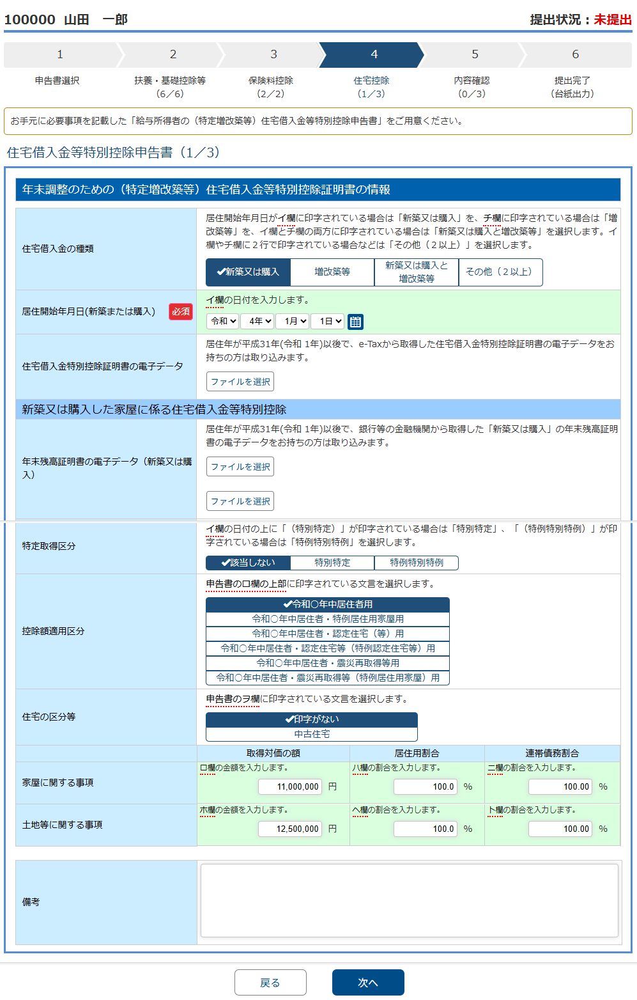 100000 山田　一郎
提出状況：未提出
1
2
3
4
5
6
申告書選択
扶養・基礎控除等
（6／6）
保険料控除
（2／2）
住宅控除
（1／3）
内容確認
（0／3）
提出完了
（台紙出力）
お手元に必要事項を記載した「給与所得者の（特定増改築等）住宅借入金等特別控除申告書」をご用意ください。
住宅借入金等特別控除申告書（1／3）
年末調整のための（特定増改築等）住宅借入金等特別控除証明書の情報
住宅借入金の種類
居住開始年月日がイ欄に印字されている場合は「新築又は購入」を、チ欄に印字されている場合は「増
改築等」を、イ欄とチ欄の両方に印字されている場合は「新築又は購入と増改築等」を選択します。イ
欄やチ欄に２行で印字されている場合などは「その他（２以上）」を選択します。
✔新築又は購入
増改築等
新築又は購入と
増改築等
その他（２以上）
居住開始年月日(新築または購入)
必須
イ欄の日付を入力します。
令和
4年
1月
1日
住宅借入金特別控除証明書の電子データ
居住年が平成31年(令和 1年)以後で、e-Taxから取得した住宅借入金特別控除証明書の電子データをお
持ちの方は取り込みます。
ファイルを選択
新築又は購入した家屋に係る住宅借入金等特別控除
年末残高証明書の電子データ（新築又は購
入）
居住年が平成31年(令和 1年)以後で、銀行等の金融機関から取得した「新築又は購入」の年末残高証明
書の電子データをお持ちの方は取り込みます。
ファイルを選択
ファイルを選択
特定取得区分
イ欄の日付の上に「（特別特定）」が印字されている場合は「特別特定」、「（特例特別特例）」が印
字されている場合は「特例特別特例」を選択します。
✔該当しない
特別特定
特例特別特例
控除額適用区分
申告書のロ欄の上部に印字されている文言を選択します。
✔令和○年中居住者用
令和○年中居住者・特例居住用家屋用
令和○年中居住者・認定住宅（等）用
令和○年中居住者・認定住宅等（特例認定住宅等）用
令和○年中居住者・震災再取得等用
令和○年中居住者・震災再取得等（特例居住用家屋）用
住宅の区分等
申告書のヲ欄に印字されている文言を選択します。
✔印字がない
中古住宅
取得対価の額
居住用割合
連帯債務割合
家屋に関する事項
ロ欄の金額を入力します。
11,000,000 円
ハ欄の割合を入力します。
100.0 %
ニ欄の割合を入力します。
100.00 %
土地等に関する事項
ホ欄の金額を入力します。
12,500,000 円
ヘ欄の割合を入力します。
100.0 %
ト欄の割合を入力します。
100.00 %
備考
戻る
次へ